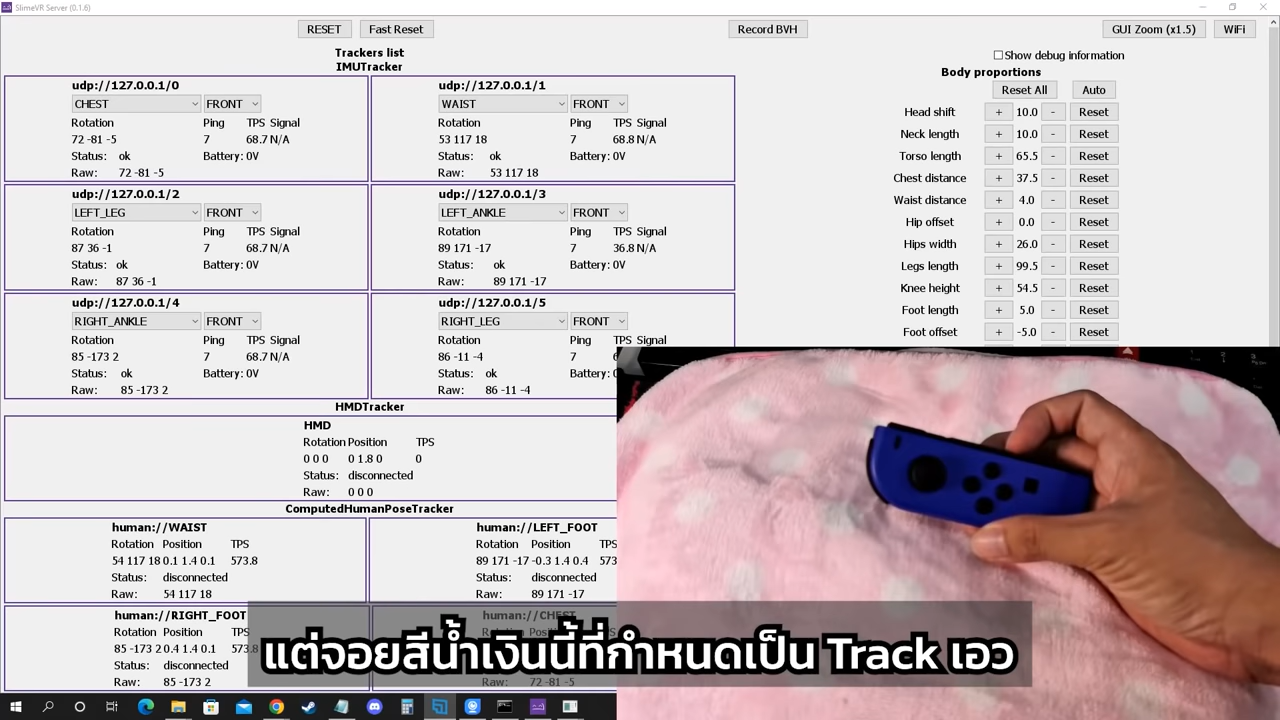 SlimeVR Server (0.1.6)
RESET Fast Reset Record BVH GUI Zoom (x1.5) WiFi
Trackers list
IMUTracker
udp://127.0.0.1/0
CHEST FRONT
Rotation Ping TPS Signal
72 -81 -5 7 68.7 N/A
Status: ok Battery: 0V
Raw: 72 -81 -5
udp://127.0.0.1/1
WAIST FRONT
Rotation Ping TPS Signal
53 117 18 7 68.8 N/A
Status: ok Battery: 0V
Raw: 53 117 18
udp://127.0.0.1/2
LEFT_LEG FRONT
Rotation Ping TPS Signal
87 36 -1 7 68.7 N/A
Status: ok Battery: 0V
Raw: 87 36 -1
udp://127.0.0.1/3
LEFT_ANKLE FRONT
Rotation Ping TPS Signal
89 171 -17 7 36.8 N/A
Status: ok Battery: 0V
Raw: 89 171 -17
udp://127.0.0.1/4
RIGHT_ANKLE FRONT
Rotation Ping TPS Signal
85 -173 2 7 68.7 N/A
Status: ok Battery: 0V
Raw: 85 -173 2
udp://127.0.0.1/5
RIGHT_LEG FRONT
Rotation Ping
86 -11 -4 7
Status: ok
Raw: 86 -11 -4
HMDTracker
HMD
Rotation Position TPS
0 0 0 0 1.8 0 0
Status: disconnected
Raw: 0 0 0
ComputedHumanPoseTracker
human://WAIST
Rotation Position TPS
54 117 18 0.1 1.4 0.1 573.8
Status: disconnected
Raw: 54 117 18
human://LEFT_FOOT
Rotation Position TPS
89 171 -17 -0.3 1.4 0.4 573
Status: disconnected
Raw: 89 171 -17
human://RIGHT_FOOT
Rotation Position TPS
85 -173 2 0.4 1.4 0.1 573.8
Status: disconnected
Raw: 85 -173 2
human://CHEST
72 -81 -5
Show debug information
Body proportions
Reset All Auto
Head shift + 10.0 - Reset
Neck length + 10.0 - Reset
Torso length + 65.5 - Reset
Chest distance + 37.5 - Reset
Waist distance + 4.0 - Reset
Hip offset + 0.0 - Reset
Hips width + 26.0 - Reset
Legs length + 99.5 - Reset
Knee height + 54.5 - Reset
Foot length + 5.0 - Reset
Foot offset + -5.0 - Reset
แต่จอยสีน้ำเงินนี้ที่กำหนดเป็น Track เอว